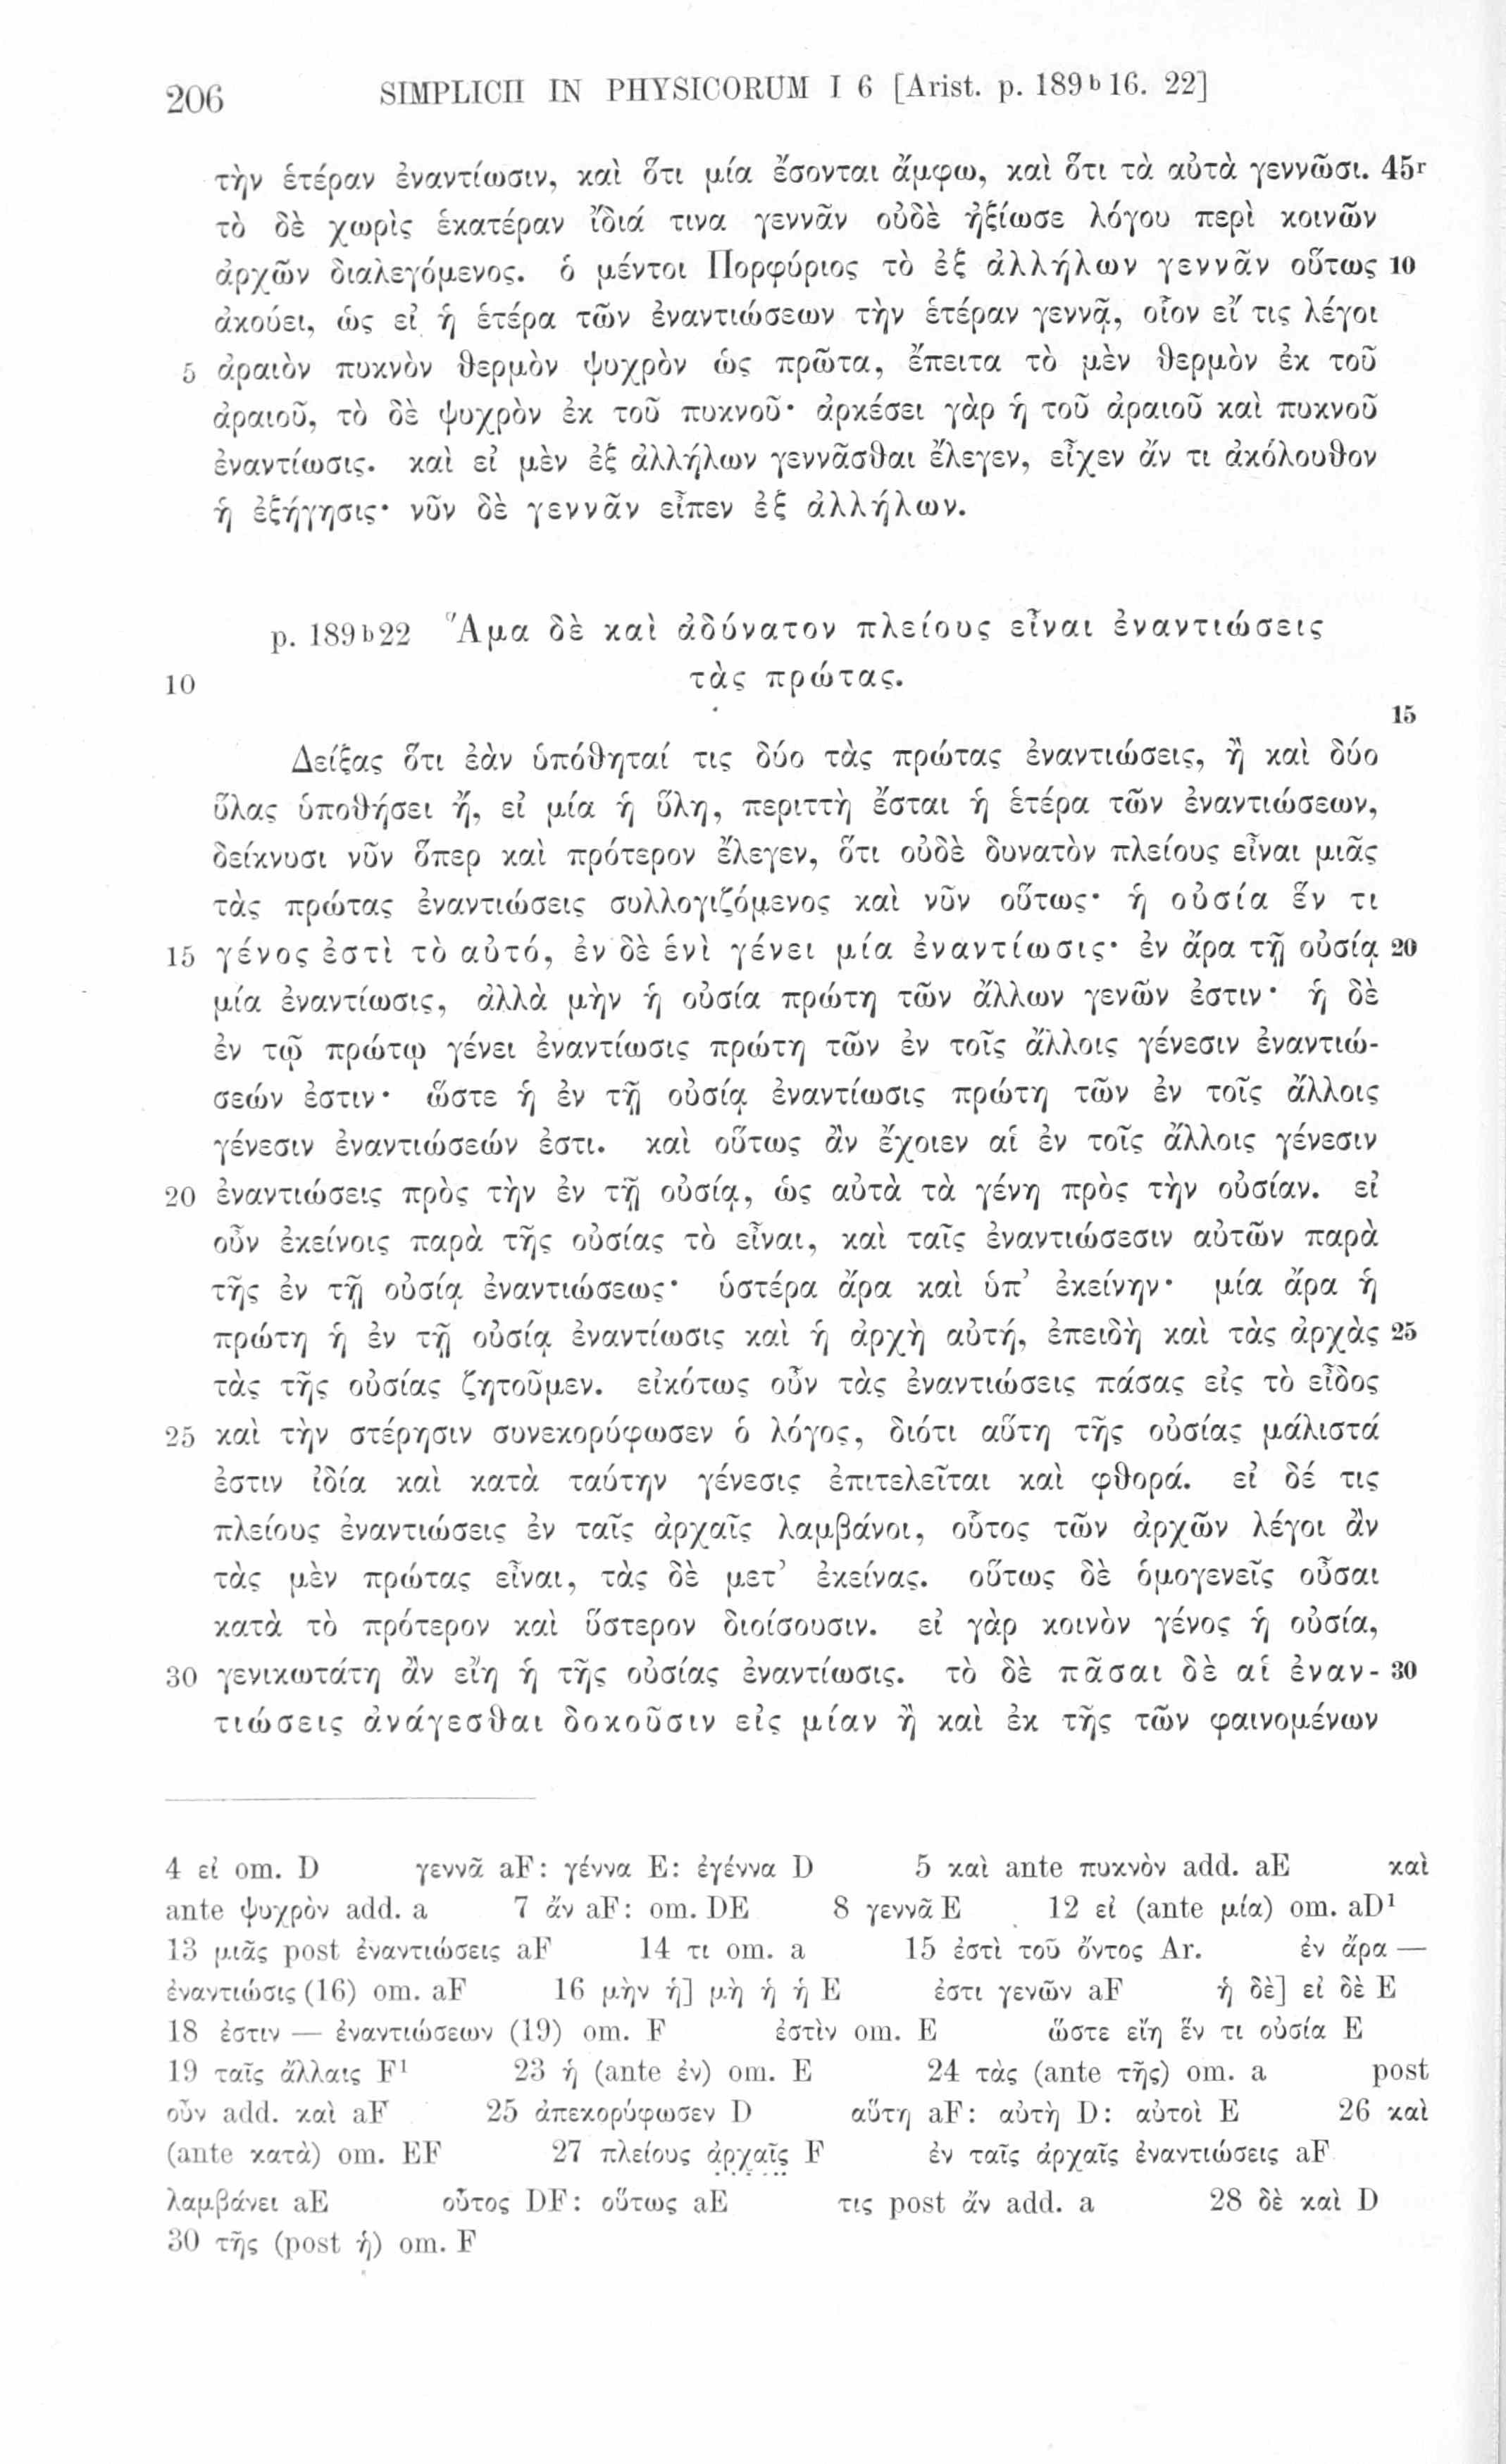 206 SIMPLICII IN PHYSICORUM I 6 [Arist. p. 189ᵇ16. 22]
τὴν ἑτέραν ἐναντίωσιν, καὶ ὅτι μία ἔσονται ἄμφω, καὶ ὅτι τὰ αὐτὰ γεννῶσι. 45ʳ
τὸ δὲ χωρὶς ἑκατέραν ἴδιά τινα γεννᾶν οὐδὲ ἠξίωσε λόγου περὶ κοινῶν
ἀρχῶν διαλεγόμενος. ὁ μέντοι Πορφύριος τὸ ἐξ ἀλλήλων γεννᾶν οὕτως 10
ἀκούει, ὡς εἰ ἡ ἑτέρα τῶν ἐναντιώσεων τὴν ἑτέραν γεννᾷ, οἷον εἴ τις λέγοι
5 ἀραιὸν πυκνὸν θερμὸν ψυχρὸν ὡς πρῶτα, ἔπειτα τὸ μὲν θερμὸν ἐκ τοῦ
ἀραιοῦ, τὸ δὲ ψυχρὸν ἐκ τοῦ πυκνοῦ· ἀρκέσει γὰρ ἡ τοῦ ἀραιοῦ καὶ πυκνοῦ
ἐναντίωσις. καὶ εἰ μὲν ἐξ ἀλλήλων γεννᾶσθαι ἔλεγεν, εἶχεν ἄν τι ἀκόλουθον
ἡ ἐξήγησις· νῦν δὲ γεννᾶν εἶπεν ἐξ ἀλλήλων.
p. 189ᵇ22 Ἅμα δὲ καὶ ἀδύνατον πλείους εἶναι ἐναντιώσεις
10 τὰς πρώτας.
15
Δείξας ὅτι ἐὰν ὑπόθηταί τις δύο τὰς πρώτας ἐναντιώσεις, ἢ καὶ δύο
ὕλας ὑποθήσει ἤ, εἰ μία ἡ ὕλη, περιττὴ ἔσται ἡ ἑτέρα τῶν ἐναντιώσεων,
δείκνυσι νῦν ὅπερ καὶ πρότερον ἔλεγεν, ὅτι οὐδὲ δυνατὸν πλείους εἶναι μιᾶς
τὰς πρώτας ἐναντιώσεις συλλογιζόμενος καὶ νῦν οὕτως· ἡ οὐσία ἕν τι
15 γένος ἐστὶ τὸ αὐτό, ἐν δὲ ἑνὶ γένει μία ἐναντίωσις· ἐν ἄρα τῇ οὐσίᾳ 20
μία ἐναντίωσις, ἀλλὰ μὴν ἡ οὐσία πρώτη τῶν ἄλλων γενῶν ἐστιν· ἡ δὲ
ἐν τῷ πρώτῳ γένει ἐναντίωσις πρώτη τῶν ἐν τοῖς ἄλλοις γένεσιν ἐναντιώ-
σεών ἐστιν· ὥστε ἡ ἐν τῇ οὐσίᾳ ἐναντίωσις πρώτη τῶν ἐν τοῖς ἄλλοις
γένεσιν ἐναντιώσεών ἐστι. καὶ οὕτως ἂν ἔχοιεν αἱ ἐν τοῖς ἄλλοις γένεσιν
20 ἐναντιώσεις πρὸς τὴν ἐν τῇ οὐσίᾳ, ὡς αὐτὰ τὰ γένη πρὸς τὴν οὐσίαν. εἰ
οὖν ἐκείνοις παρὰ τῆς οὐσίας τὸ εἶναι, καὶ ταῖς ἐναντιώσεσιν αὐτῶν παρὰ
τῆς ἐν τῇ οὐσίᾳ ἐναντιώσεως· ὑστέρα ἄρα καὶ ὑπ’ ἐκείνην· μία ἄρα ἡ
πρώτη ἡ ἐν τῇ οὐσίᾳ ἐναντίωσις καὶ ἡ ἀρχὴ αὐτή, ἐπειδὴ καὶ τὰς ἀρχὰς 25
τὰς τῆς οὐσίας ζητοῦμεν. εἰκότως οὖν τὰς ἐναντιώσεις πάσας εἰς τὸ εἶδος
25 καὶ τὴν στέρησιν συνεκορύφωσεν ὁ λόγος, διότι αὕτη τῆς οὐσίας μάλιστά
ἐστιν ἰδία καὶ κατὰ ταύτην γένεσις ἐπιτελεῖται καὶ φθορά. εἰ δέ τις
πλείους ἐναντιώσεις ἐν ταῖς ἀρχαῖς λαμβάνοι, οὗτος τῶν ἀρχῶν λέγοι ἂν
τὰς μὲν πρώτας εἶναι, τὰς δὲ μετ’ ἐκείνας. οὕτως δὲ ὁμογενεῖς οὖσαι
κατὰ τὸ πρότερον καὶ ὕστερον διοίσουσιν. εἰ γὰρ κοινὸν γένος ἡ οὐσία,
30 γενικωτάτη ἂν εἴη ἡ τῆς οὐσίας ἐναντίωσις. τὸ δὲ πᾶσαι δὲ αἱ ἐναν- 30
τιώσεις ἀνάγεσθαι δοκοῦσιν εἰς μίαν ἢ καὶ ἐκ τῆς τῶν φαινομένων
4 εἰ om. D γεννᾶ aF: γέννα E: ἐγέννα D 5 καὶ ante πυκνὸν add. aE καὶ
ante ψυχρὸν add. a 7 ἄν aF: om. DE 8 γεννᾶ E 12 εἰ (ante μία) om. aD¹
13 μιᾶς post ἐναντιώσεις aF 14 τι om. a 15 ἐστὶ τοῦ ὄντος Ar. ἐν ἄρα —
ἐναντιώσις (16) om. aF 16 μὴν ἡ] μὴ ἡ ἡ E ἐστι γενῶν aF ἡ δὲ] εἰ δὲ E
18 ἐστιν — ἐναντιώσεων (19) om. F ἐστὶν om. E ὥστε εἴη ἕν τι οὐσία E
19 ταῖς ἄλλαις F¹ 23 ἡ (ante ἐν) om. E 24 τὰς (ante τῆς) om. a post
οὖν add. καὶ aF 25 ἀπεκορύφωσεν D αὕτη aF: αὐτὴ D: αὐτοὶ E 26 καὶ
(ante κατὰ) om. EF 27 πλείους ἀρχαῖς F ἐν ταῖς ἀρχαῖς ἐναντιώσεις aF
λαμβάνει aE οὗτος DF: οὕτως aE τις post ἄν add. a 28 δὲ καὶ D
30 τῆς (post ἡ) om. F